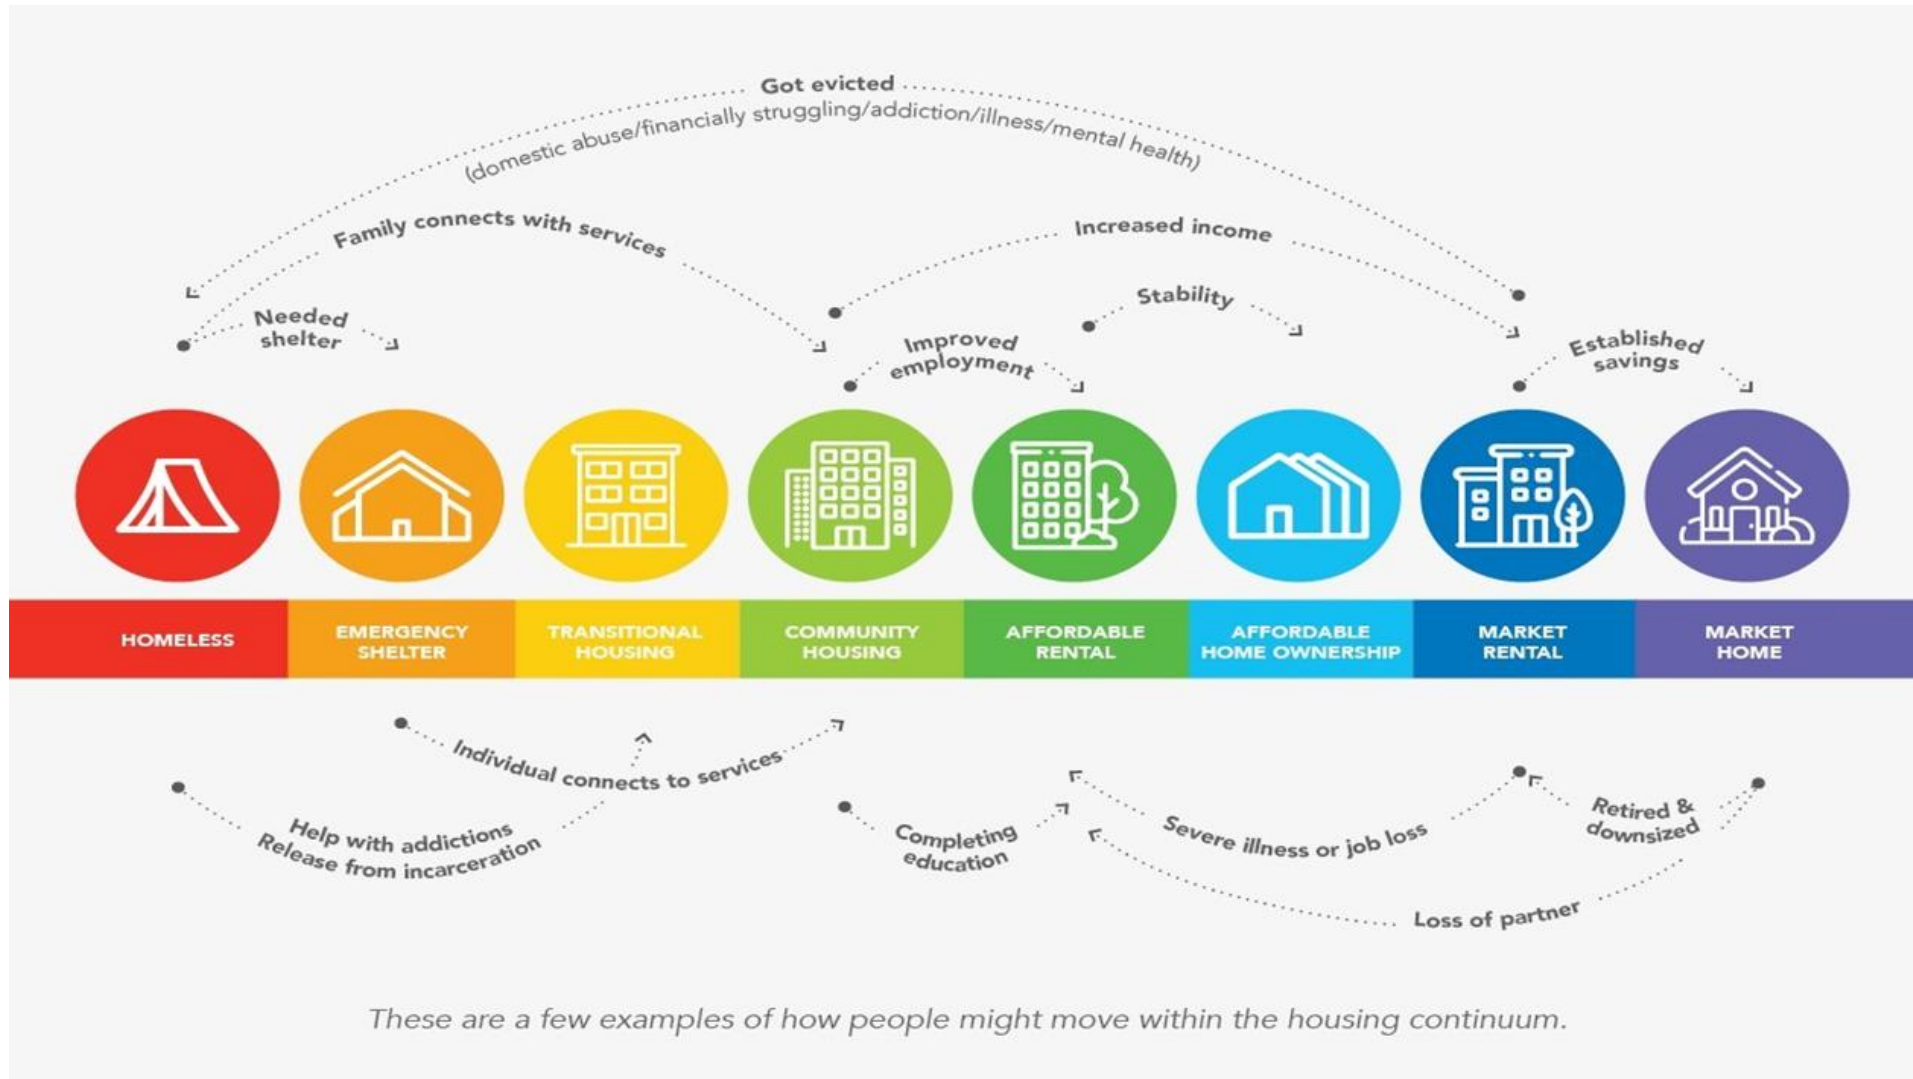 Got evicted
(domestic abuse/financially struggling/addiction/illness/mental health)
Family connects with services
Increased income
Needed
shelter
Stability
Improved
employment
Established
savings
HOMELESS
EMERGENCY
SHELTER
TRANSITIONAL
HOUSING
COMMUNITY
HOUSING
AFFORDABLE
RENTAL
AFFORDABLE
HOME OWNERSHIP
MARKET
RENTAL
MARKET
HOME
Individual connects to services
Help with addictions
Release from incarceration
Completing
education
Severe illness or job loss
Retired &
downsized
Loss of partner
These are a few examples of how people might move within the housing continuum.